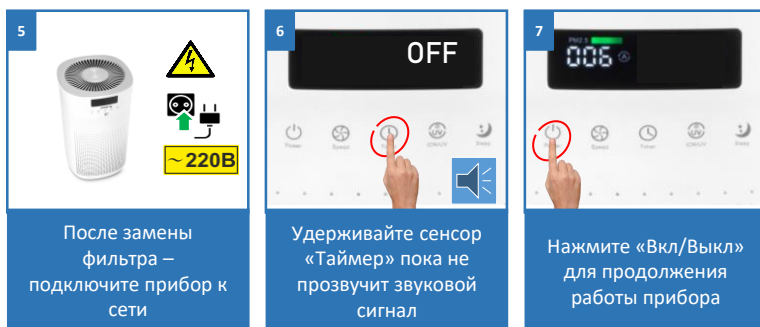 5
~220В
После замены
фильтра –
подключите прибор к
сети
6
OFF
Power
Speed
ION/UV
Sleep
Удерживайте сенсор
«Таймер» пока не
прозвучит звуковой
сигнал
7
PM2.5
006
Speed
Timer
ION/UV
Sleep
Нажмите «Вкл/Выкл»
для продолжения
работы прибора